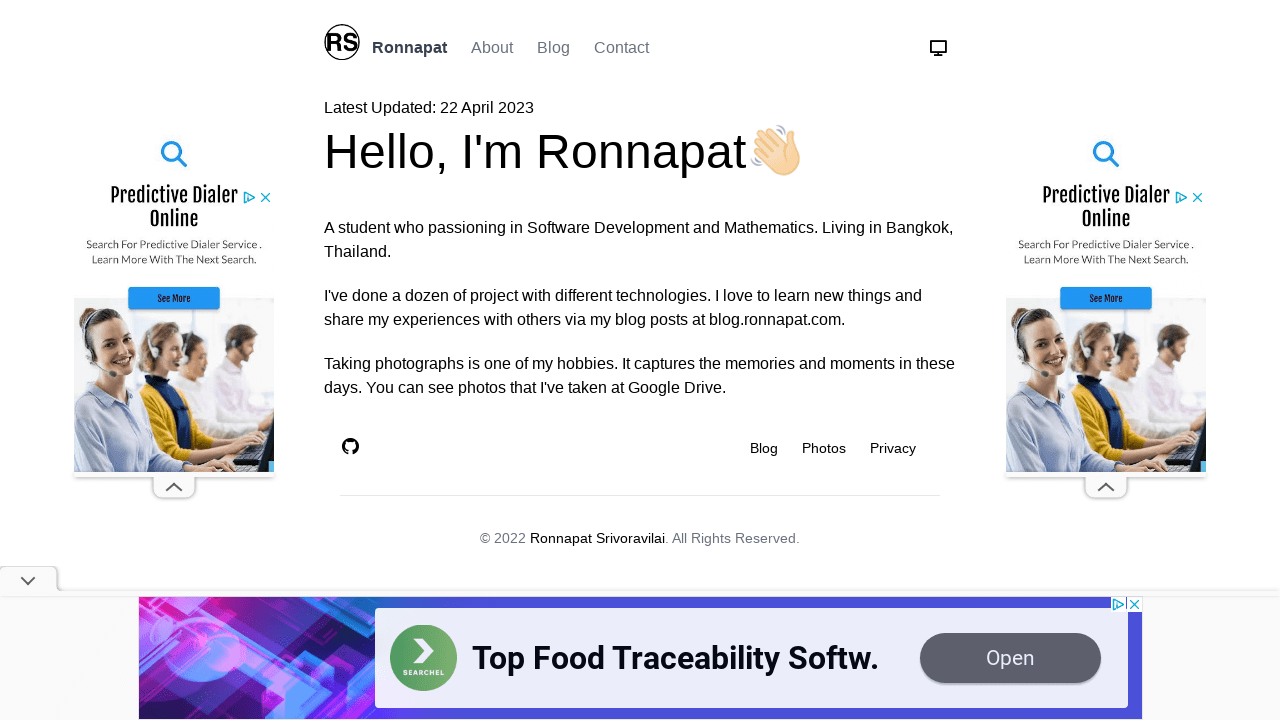 RS Ronnapat About Blog Contact
Latest Updated: 22 April 2023
Hello, I'm Ronnapat
A student who passioning in Software Development and Mathematics. Living in Bangkok,
Thailand.
I've done a dozen of project with different technologies. I love to learn new things and
share my experiences with others via my blog posts at blog.ronnapat.com.
Taking photographs is one of my hobbies. It captures the memories and moments in these
days. You can see photos that I've taken at Google Drive.
Blog Photos Privacy
© 2022 Ronnapat Srivoravilai. All Rights Reserved.
Predictive Dialer
Online
Search For Predictive Dialer Service .
Learn More With The Next Search.
See More
Predictive Dialer
Online
Search For Predictive Dialer Service .
Learn More With The Next Search.
See More
SEARCHEL
Top Food Traceability Softw.
Open